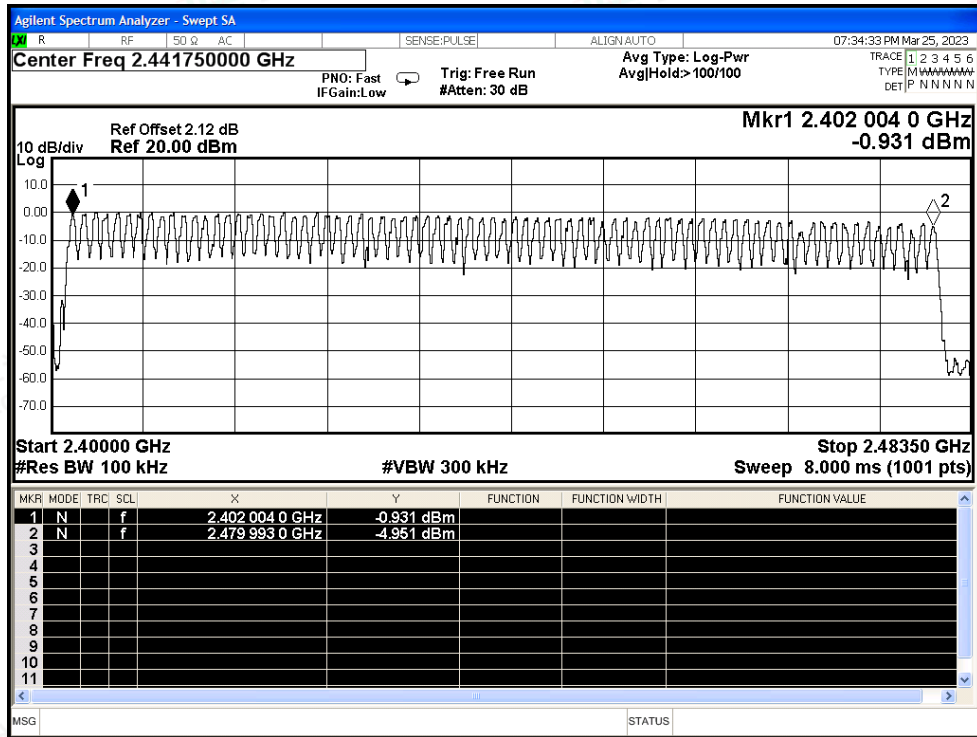 Agilent Spectrum Analyzer - Swept SA
LXI R RF 50 Ω AC SENSE:PULSE ALIGN AUTO 07:34:33 PM Mar 25, 2023
Center Freq 2.441750000 GHz
PNO: Fast
IFGain:Low
Trig: Free Run
#Atten: 30 dB
Avg Type: Log-Pwr
Avg|Hold:>100/100
TRACE 1 2 3 4 5 6
TYPE M
DET P N N N N N
Mkr1 2.402 004 0 GHz
-0.931 dBm
Ref Offset 2.12 dB
10 dB/div Ref 20.00 dBm
Log
10.0
0.00
-10.0
-20.0
-30.0
-40.0
-50.0
-60.0
-70.0
1
2
Start 2.40000 GHz Stop 2.48350 GHz
#Res BW 100 kHz #VBW 300 kHz Sweep 8.000 ms (1001 pts)
MKR MODE TRC SCL X Y FUNCTION FUNCTION WIDTH FUNCTION VALUE
1 N f 2.402 004 0 GHz -0.931 dBm
2 N f 2.479 993 0 GHz -4.951 dBm
3
4
5
6
7
8
9
10
11
MSG STATUS